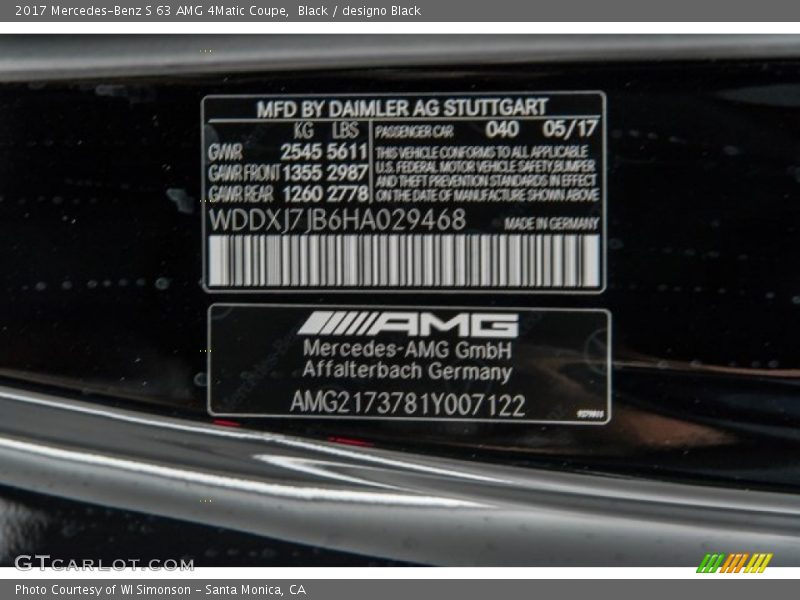 2017 Mercedes-Benz S 63 AMG 4Matic Coupe, Black / designo Black
MFD BY DAIMLER AG STUTTGART
KG LBS PASSENGER CAR 040 05/17
GVWR 2545 5611 THIS VEHICLE CONFORMS TO ALL APPLICABLE
GAWR FRONT 1355 2987 U.S. FEDERAL MOTOR VEHICLE SAFETY, BUMPER
AND THEFT PREVENTION STANDARDS IN EFFECT
GAWR REAR 1260 2778 ON THE DATE OF MANUFACTURE SHOWN ABOVE
WDDXJ7JB6HA029468 MADE IN GERMANY
AMG
Mercedes-AMG GmbH
Affalterbach Germany
AMG2173781Y007122
GTCARLOT.COM
Photo Courtesy of WI Simonson - Santa Monica, CA